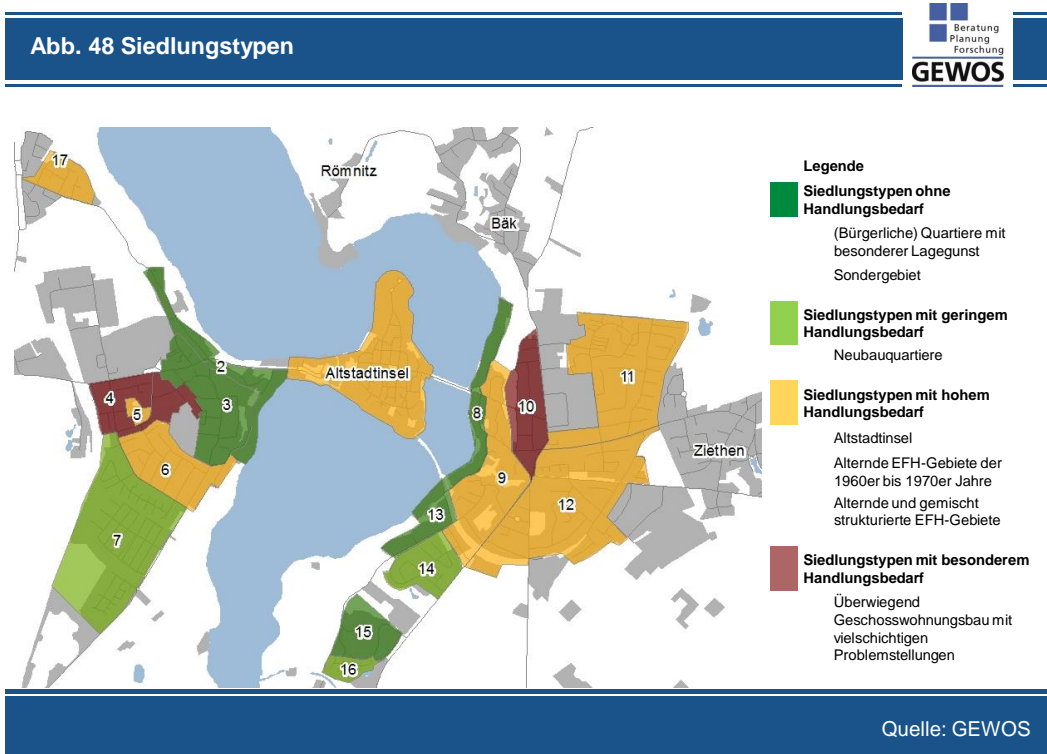 Abb. 48 Siedlungstypen
Beratung
Planung
Forschung
GEWOS
17
Römnitz
Bäk
2
3
Altstadtinsel
4
5
6
7
8
9
10
11
12
Ziethen
13
14
15
16
Legende
Siedlungstypen ohne
Handlungsbedarf
(Bürgerliche) Quartiere mit
besonderer Lagegunst
Sondergebiet
Siedlungstypen mit geringem
Handlungsbedarf
Neubauquartiere
Siedlungstypen mit hohem
Handlungsbedarf
Altstadtinsel
Alternde EFH-Gebiete der
1960er bis 1970er Jahre
Alternde und gemischt
strukturierte EFH-Gebiete
Siedlungstypen mit besonderem
Handlungsbedarf
Überwiegend
Geschosswohnungsbau mit
vielschichtigen
Problemstellungen
Quelle: GEWOS